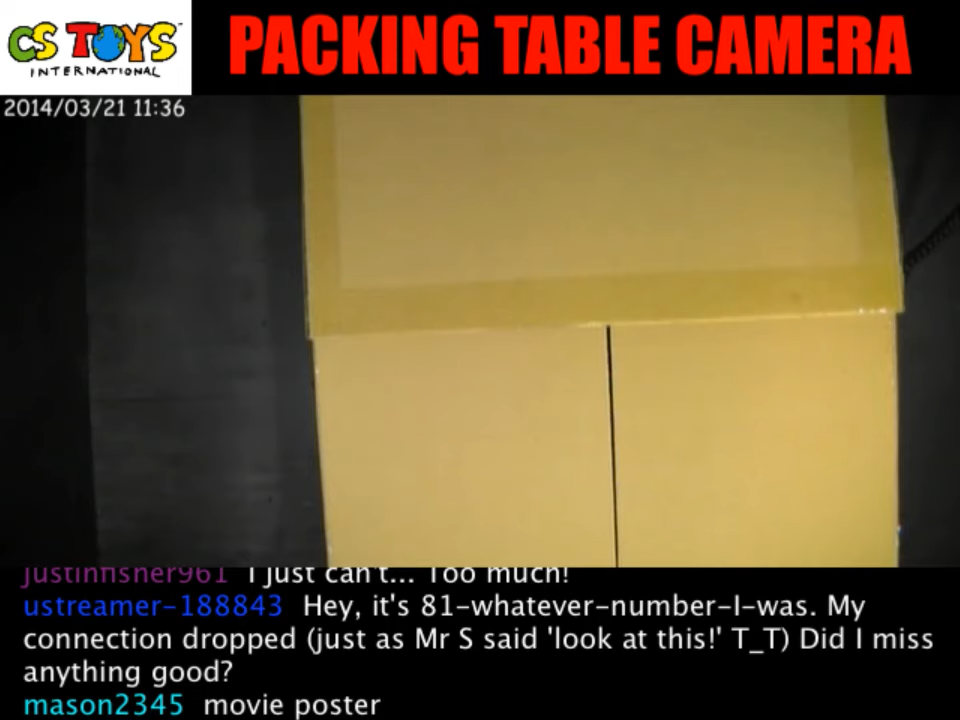 CS TOYS
INTERNATIONAL
PACKING TABLE CAMERA
2014/03/21 11:36
justinfisher961 I just can't... Too much!
ustreamer-188843 Hey, it's 81-whatever-number-I-was. My
connection dropped (just as Mr S said 'look at this!' T_T) Did I miss
anything good?
mason2345 movie poster